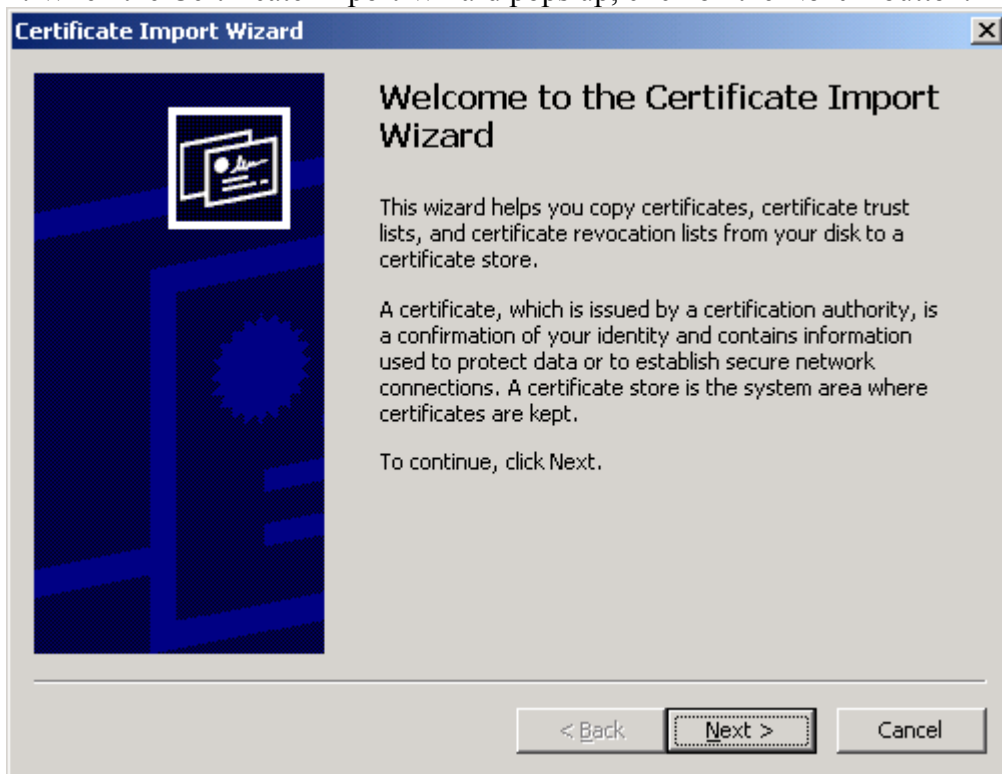 Certificate Import Wizard
Welcome to the Certificate Import
Wizard
This wizard helps you copy certificates, certificate trust
lists, and certificate revocation lists from your disk to a
certificate store.
A certificate, which is issued by a certification authority, is
a confirmation of your identity and contains information
used to protect data or to establish secure network
connections. A certificate store is the system area where
certificates are kept.
To continue, click Next.
< Back Next > Cancel